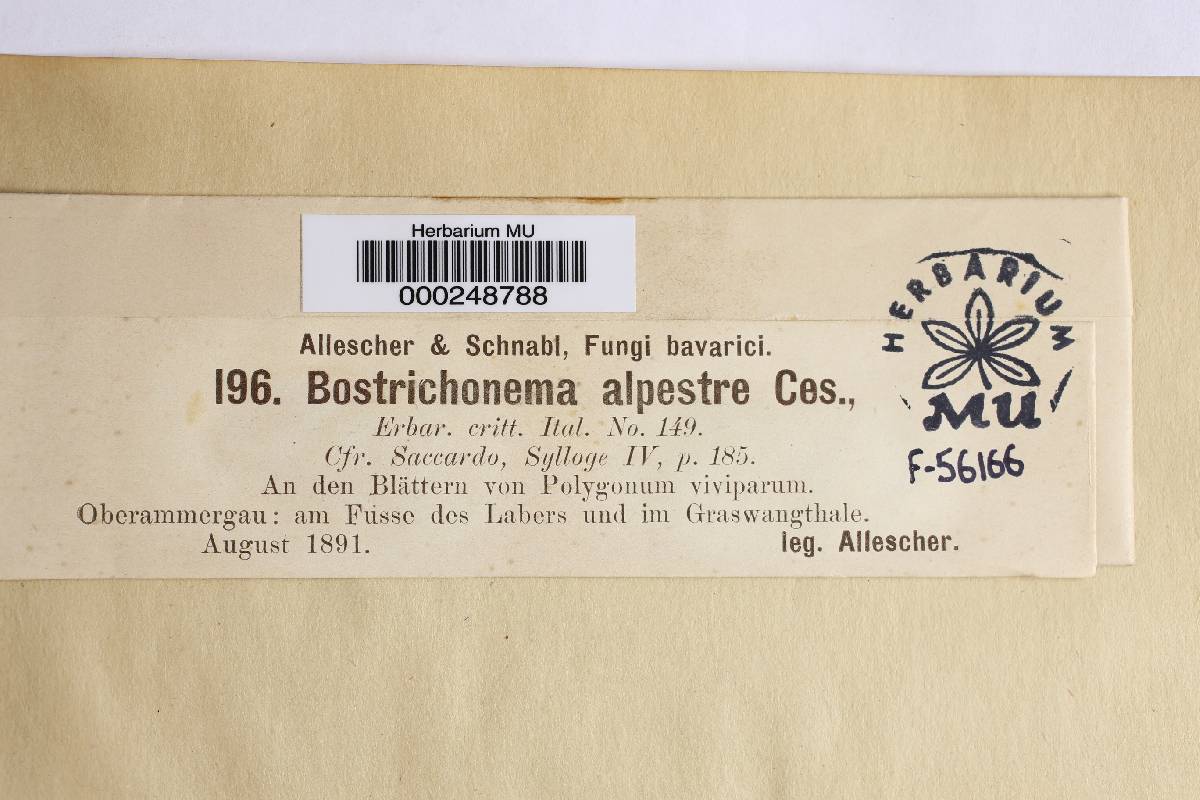 Herbarium MU
000248788
HERBARIUM
MU
F-56166
Allescher & Schnabl, Fungi bavarici.
196. Bostrichonema alpestre Ces.,
Erbar. critt. Ital. No. 149.
Cfr. Saccardo, Sylloge IV, p. 185.
An den Blättern von Polygonum viviparum.
Oberammergau: am Fusse des Labers und im Graswangthale.
August 1891. leg. Allescher.